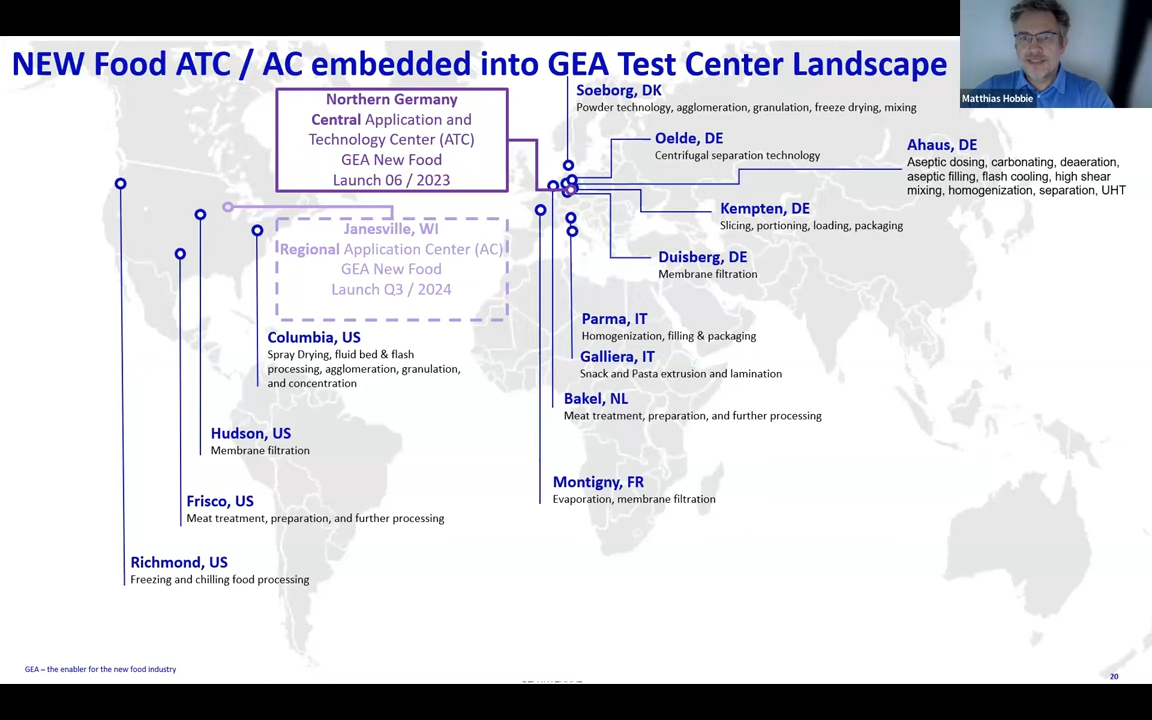 NEW Food ATC / AC embedded into GEA Test Center Landscape
Matthias Hobbie
Northern Germany
Central Application and
Technology Center (ATC)
GEA New Food
Launch 06 / 2023
Janesville, WI
Regional Application Center (AC)
GEA New Food
Launch Q3 / 2024
Soeborg, DK
Powder technology, agglomeration, granulation, freeze drying, mixing
Oelde, DE
Centrifugal separation technology
Ahaus, DE
Aseptic dosing, carbonating, deaeration,
aseptic filling, flash cooling, high shear
mixing, homogenization, separation, UHT
Kempten, DE
Slicing, portioning, loading, packaging
Duisberg, DE
Membrane filtration
Parma, IT
Homogenization, filling & packaging
Galliera, IT
Snack and Pasta extrusion and lamination
Bakel, NL
Meat treatment, preparation, and further processing
Montigny, FR
Evaporation, membrane filtration
Columbia, US
Spray Drying, fluid bed & flash
processing, agglomeration, granulation,
and concentration
Hudson, US
Membrane filtration
Frisco, US
Meat treatment, preparation, and further processing
Richmond, US
Freezing and chilling food processing
GEA – the enabler for the new food industry
20